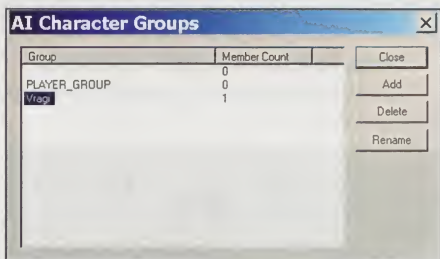 AI Character Groups
Group Member Count Close
0
PLAYER_GROUP 0 Add
Vragi 1
Delete
Rename